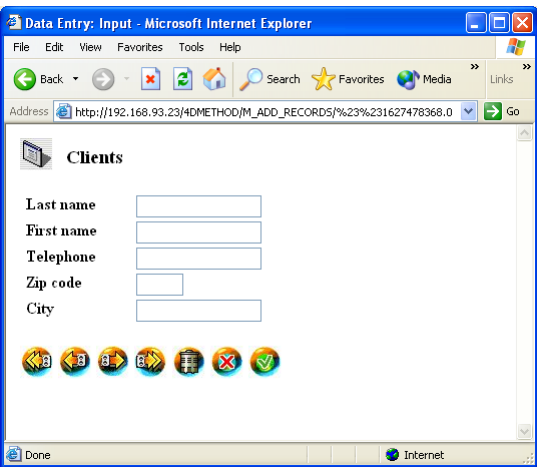 Data Entry: Input - Microsoft Internet Explorer
File Edit View Favorites Tools Help
Back Search Favorites Media » Links »
Address http://192.168.93.23/4DMETHOD/M_ADD_RECORDS/%23%231627478368.0 Go
Clients
Last name
First name
Telephone
Zip code
City
Done Internet